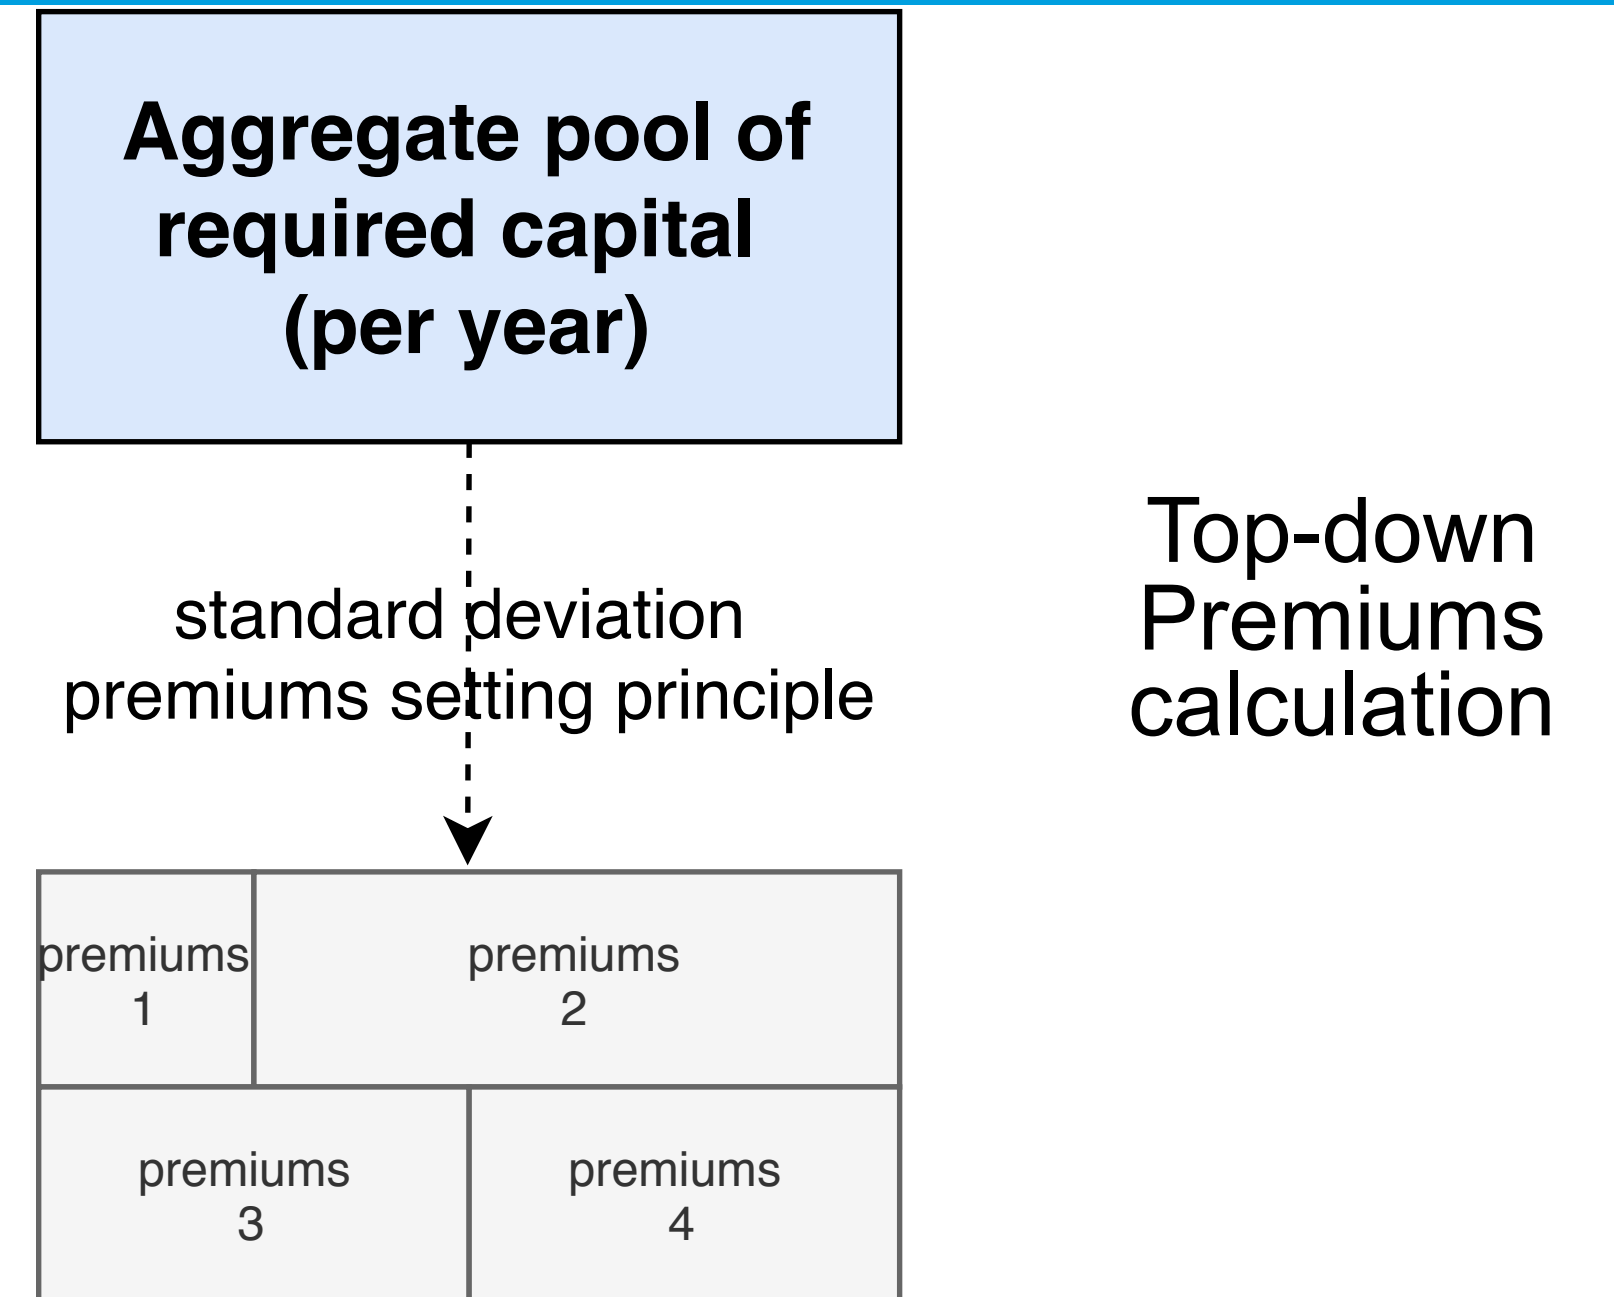 Aggregate pool of
required capital
(per year)
standard deviation
premiums setting principle
Top-down
Premiums
calculation
premiums
1
premiums
2
premiums
3
premiums
4